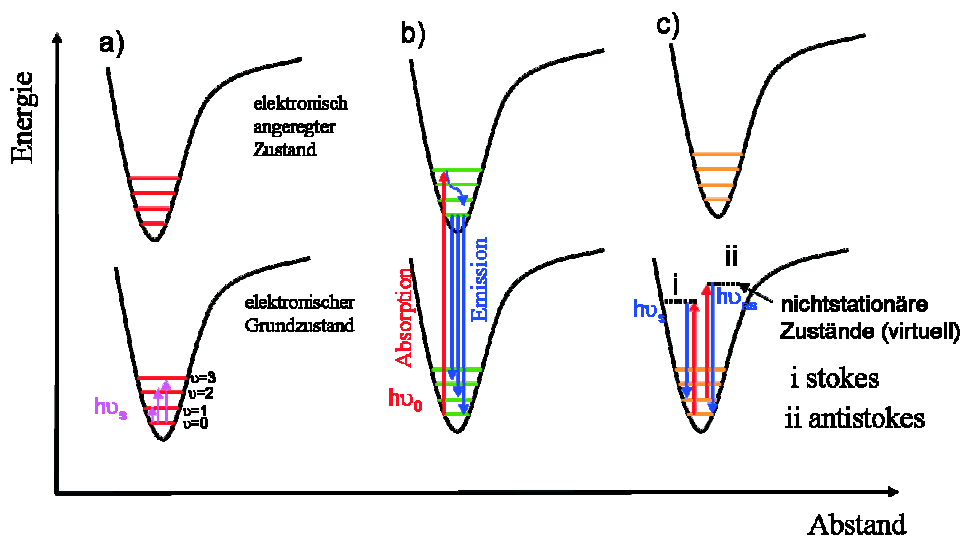 Energie
a)
elektronisch
angeregter
Zustand
elektronischer
Grundzustand
hυs
υ=3
υ=2
υ=1
υ=0
b)
Absorption
Emission
hυ0
c)
i
ii
hυs
hυas
nichtstationäre
Zustände (virtuell)
i stokes
ii antistokes
Abstand